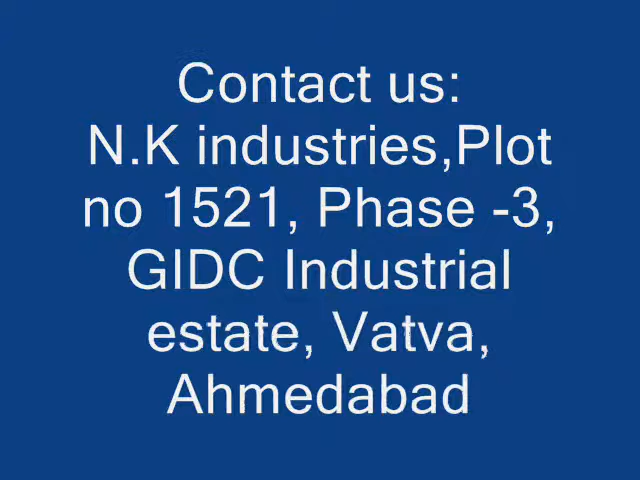 Contact us:
N.K industries,Plot
no 1521, Phase -3,
GIDC Industrial
estate, Vatva,
Ahmedabad